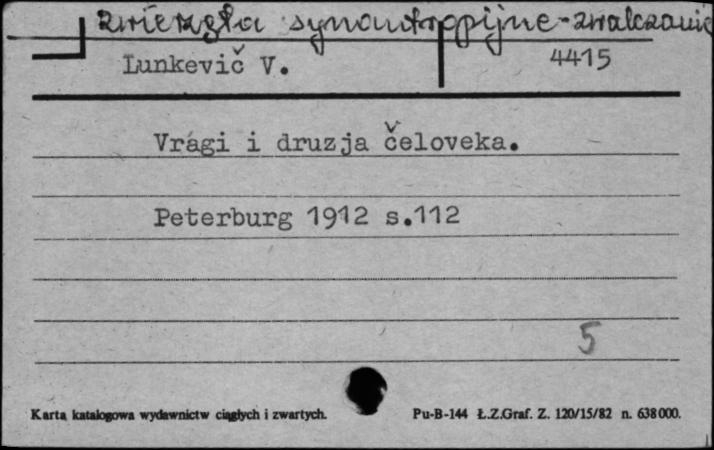 zwierzęta synantropijne-zwalczanie
Lunkevič V.
4415
Vrági i druzja čeloveka.
Peterburg 1912 s.112
5
Karta katalogowa wydawnictw ciągłych i zwartych.
Pu-B-144 Ł.Z.Graf. Z. 120/15/82 n. 638000.